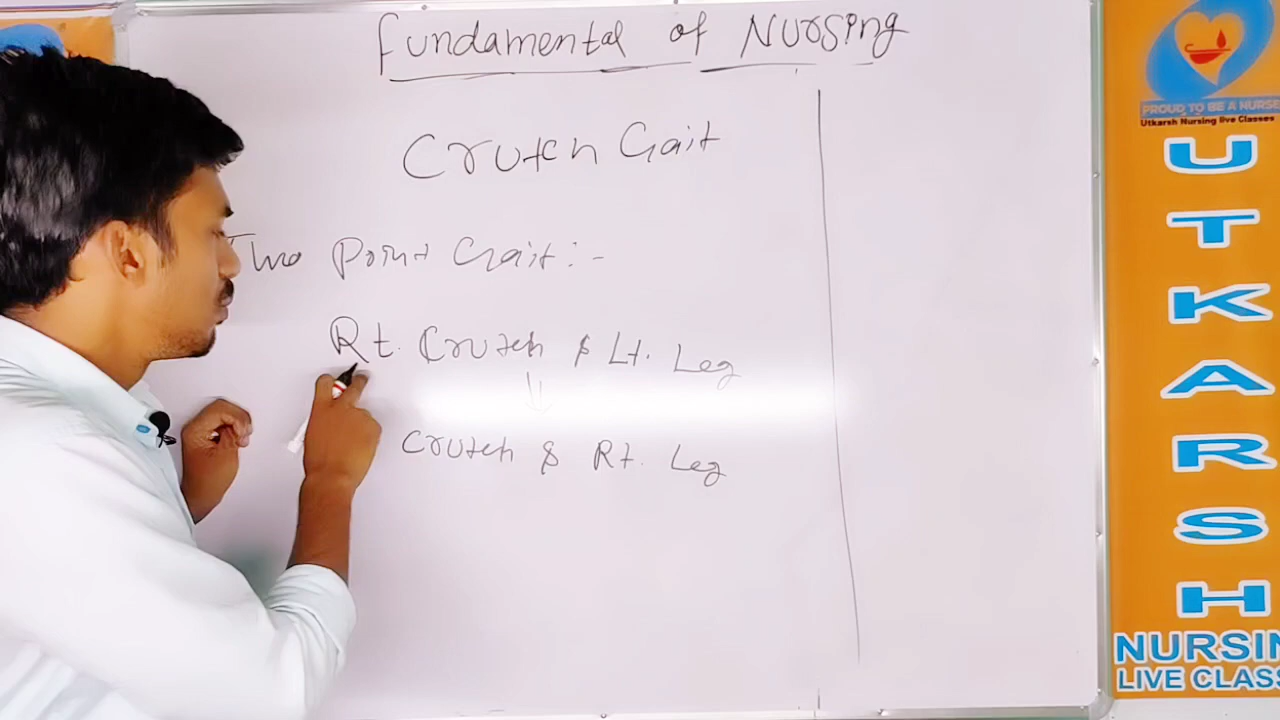 Fundamental of Nursing
Crutch Gait
Two Point Gait:-
Rt. Crutch & Lt. Leg
Crutch & Rt. Leg
PROUD TO BE A NURSE
Utkarsh Nursing live Classes
UTKARSH
NURSIN
LIVE CLASS